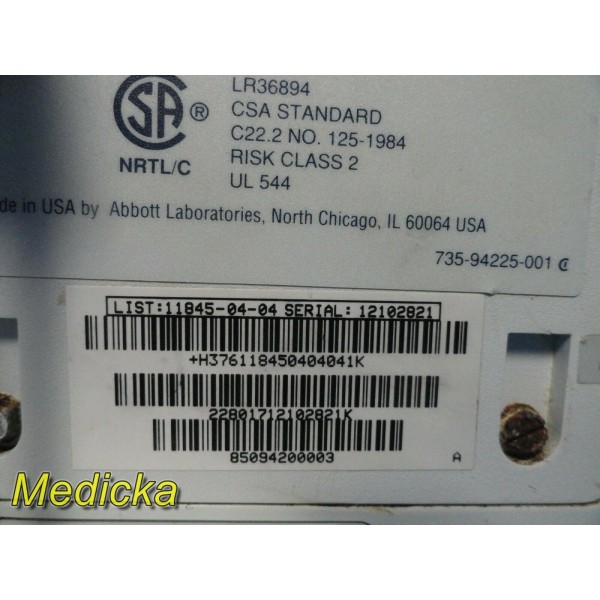 LR36894
CSA STANDARD
C22.2 NO. 125-1984
RISK CLASS 2
UL 544
SA ®
NRTL/C
de in USA by Abbott Laboratories, North Chicago, IL 60064 USA
735-94225-001
LIST:11845-04-04 SERIAL: 12102821
+H376118450404041K
22801712102821K
85094200003
A
Medicka